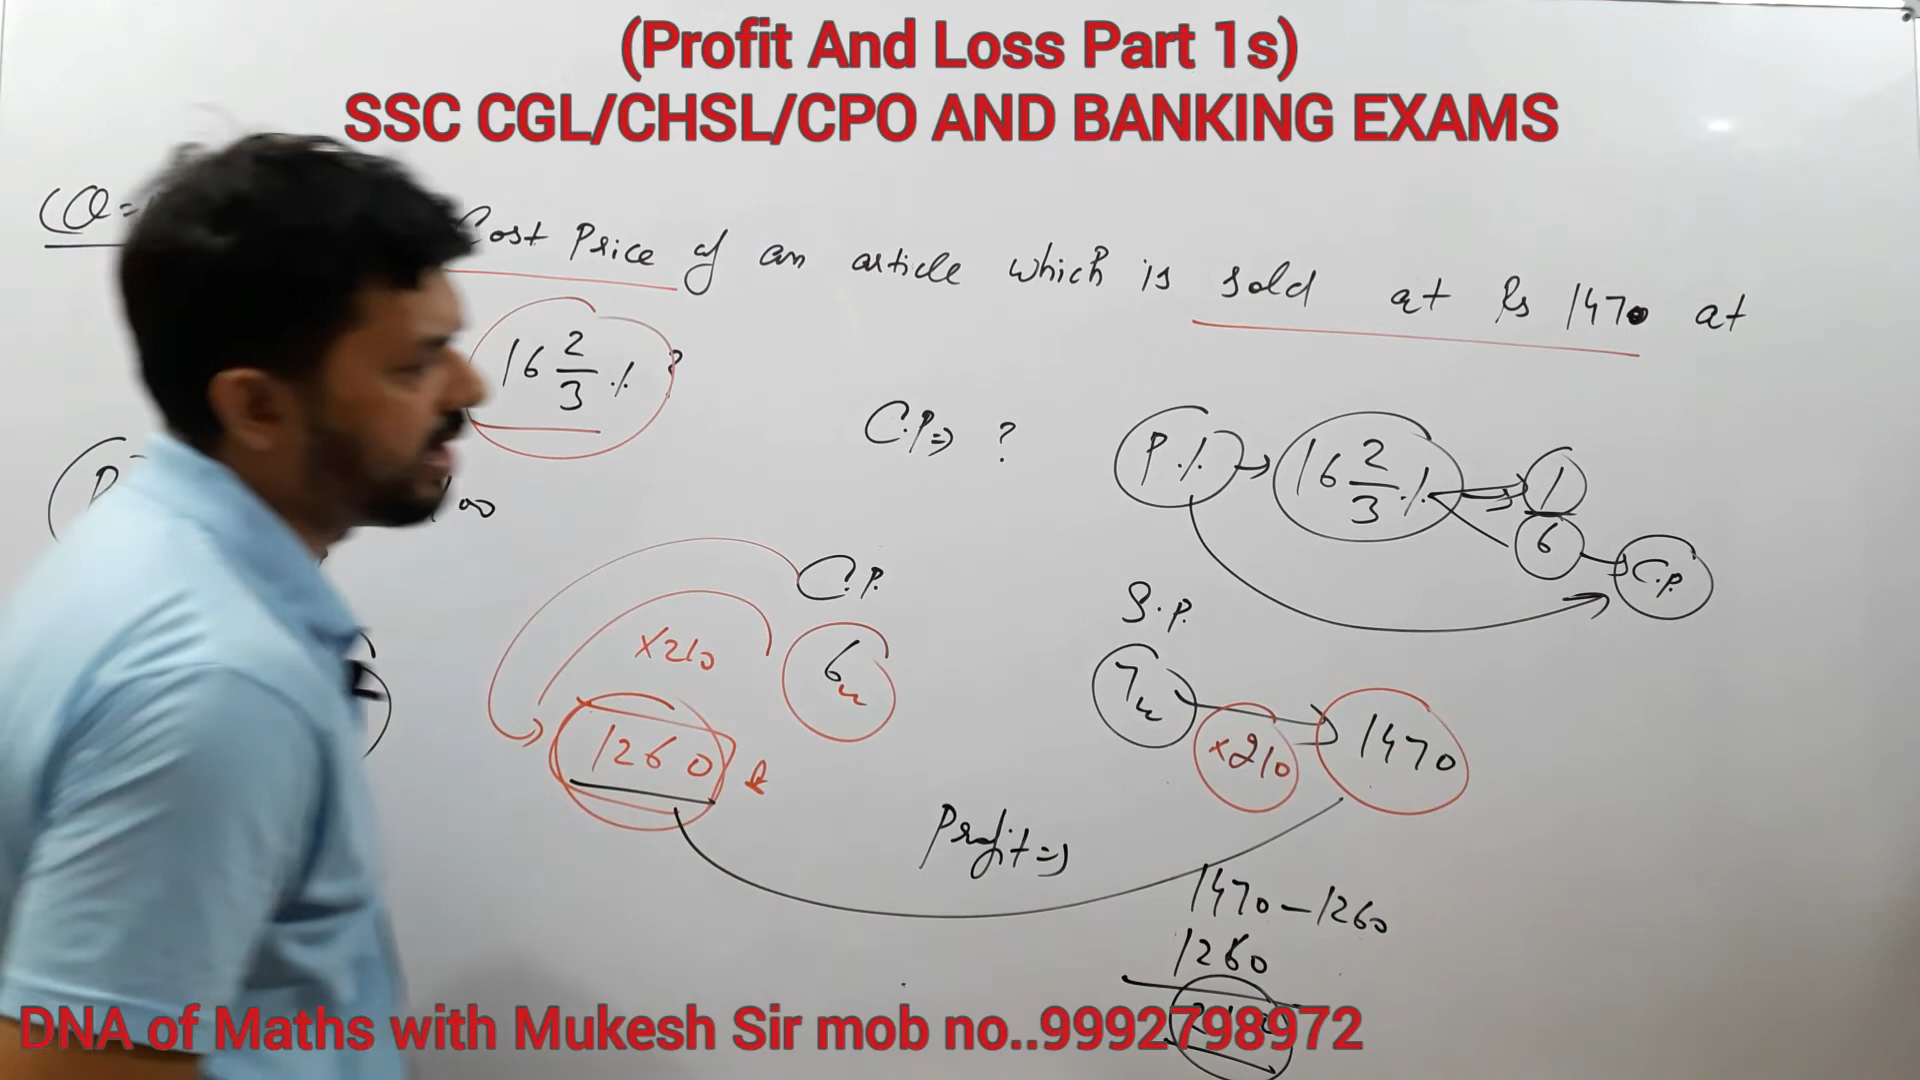 (Profit And Loss Part 1s)
SSC CGL/CHSL/CPO AND BANKING EXAMS
(Q=
Cost Price of an article which is sold at Rs 1470 at
16 2/3 % ?
C.P. => ?
P.% → 16 2/3 % → 1/6 → C.P.
C.P.
S.P.
×210
6u
7u
×210
1470
1260
Profit =>
1470 - 1260
1260
DNA of Maths with Mukesh Sir mob no..9992798972